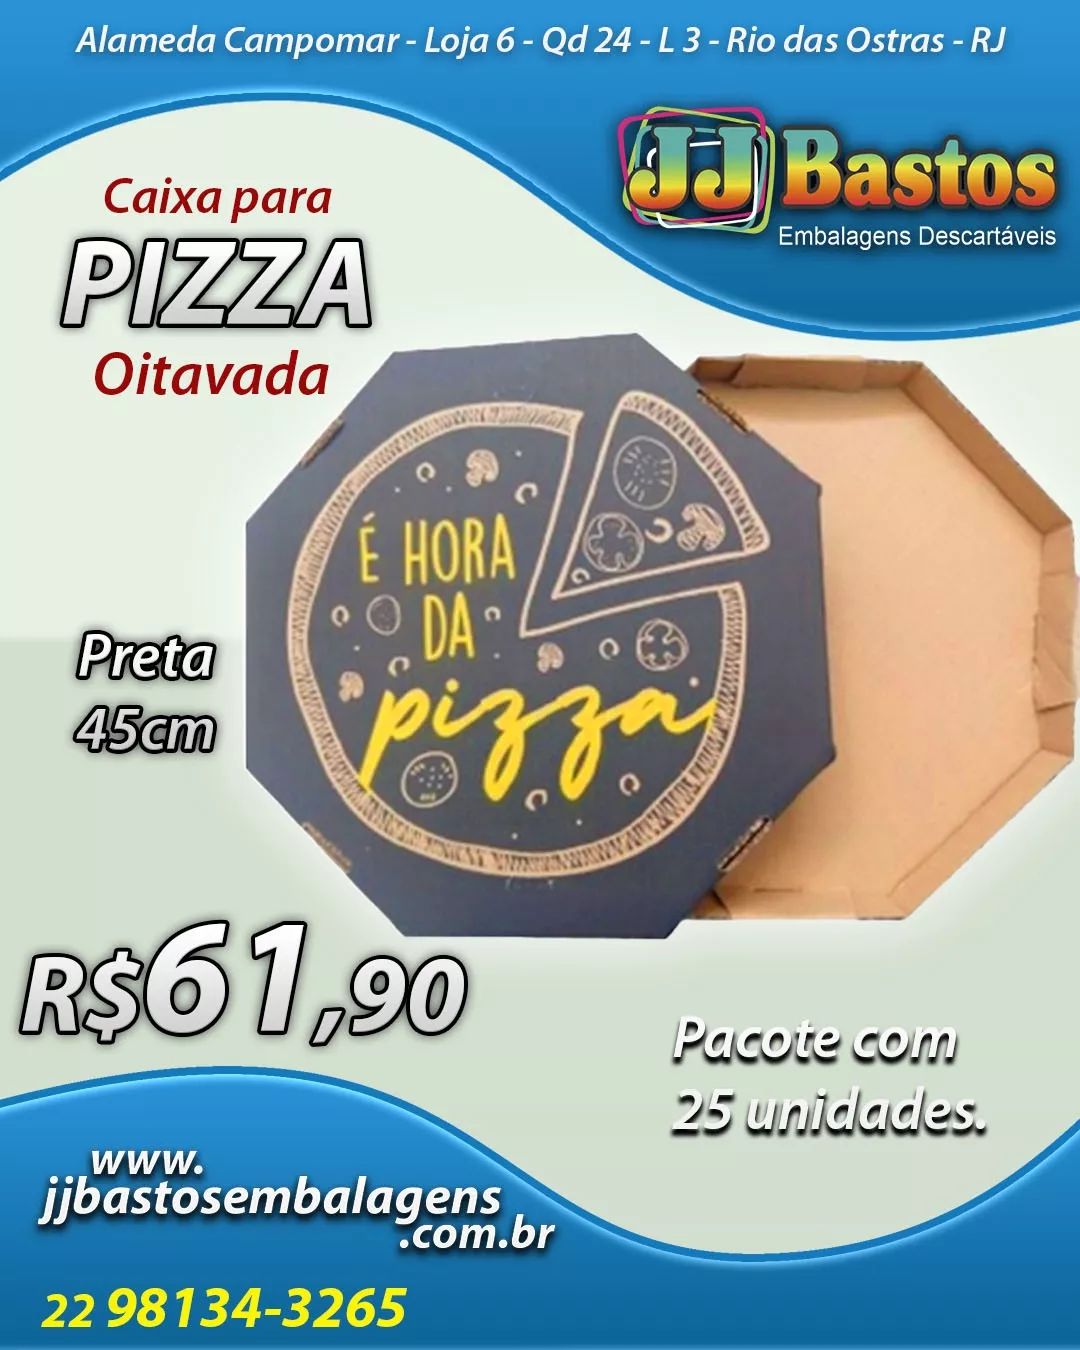 Alameda Campomar - Loja 6 - Qd 24 - L 3 - Rio das Ostras - RJ
JJ Bastos
Embalagens Descartáveis
Caixa para
PIZZA
Oitavada
É HORA
DA
pizza
Preta
45cm
R$61,90
Pacote com
25 unidades.
www.
jjbastosembalagens
.com.br
22 98134-3265